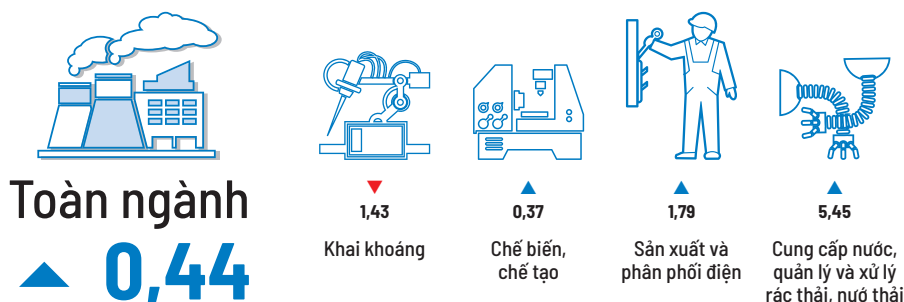 Toàn ngành
▲ 0,44
▼
1,43
Khai khoáng
▲
0,37
Chế biến,
chế tạo
▲
1,79
Sản xuất và
phân phối điện
▲
5,45
Cung cấp nước,
quản lý và xử lý
rác thải, nướ thải